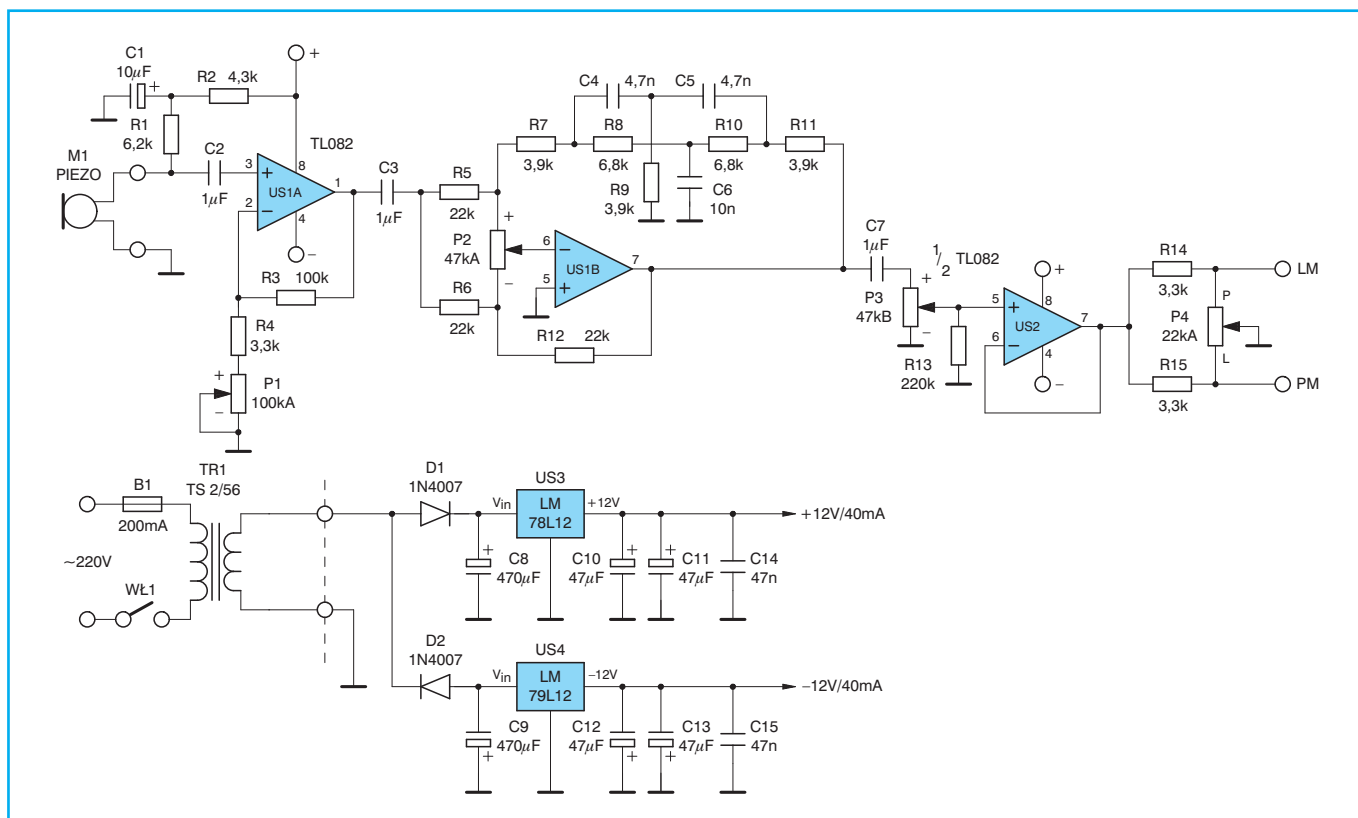 C1
10µF
+
R2 4,3k
+
R1
6,2k
TL082
M1
PIEZO
C2
1µF
3
+
8
US1A
1
2
−
4
−
C3
1µF
R3 100k
R4
3,3k
+
P1
100kA
−
R5
22k
+
P2
47kA
−
R6
22k
R7
3,9k
C4 4,7n
C5 4,7n
R8
6,8k
R10
6,8k
R11
3,9k
R9
3,9k
C6
10n
6
−
US1B
7
5
+
R12 22k
C7
1µF
1/2 TL082
+
P3
47kB
−
R13
220k
+
5
+
8
US2
7
6
−
4
−
R14
3,3k
LM
P
P4
22kA
L
R15
3,3k
PM
TR1
TS 2/56
B1
200mA
~220V
WŁ1
D1
1N4007
Vin
US3
LM
78L12
+12V
+12V/40mA
+
C8
470µF
C10
+
47µF
+
C11
47µF
C14
47n
D2
1N4007
Vin
US4
LM
79L12
−12V
−12V/40mA
C9
470µF
+
C12
47µF
+
C13
47µF
+
C15
47n